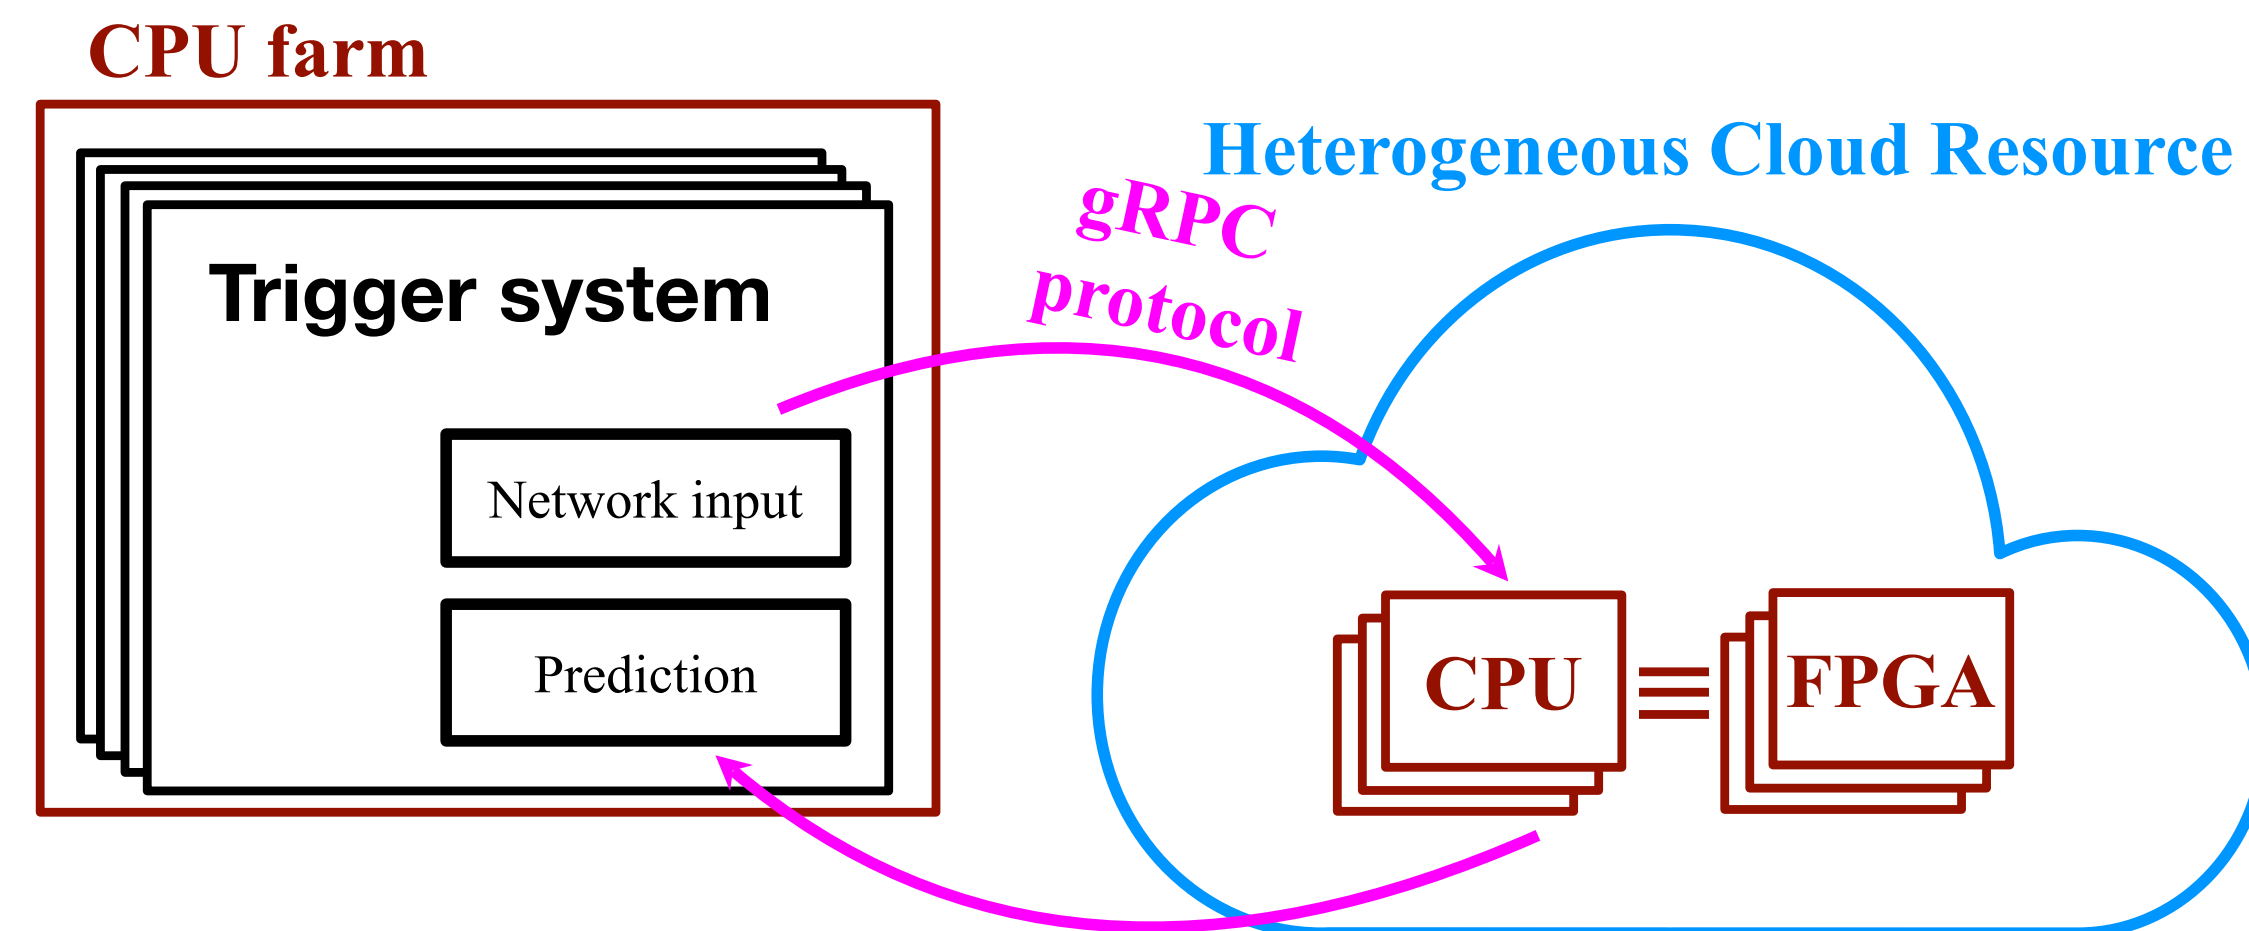 CPU farm
Heterogeneous Cloud Resource
gRPC
protocol
Trigger system
Network input
Prediction
CPU
FPGA